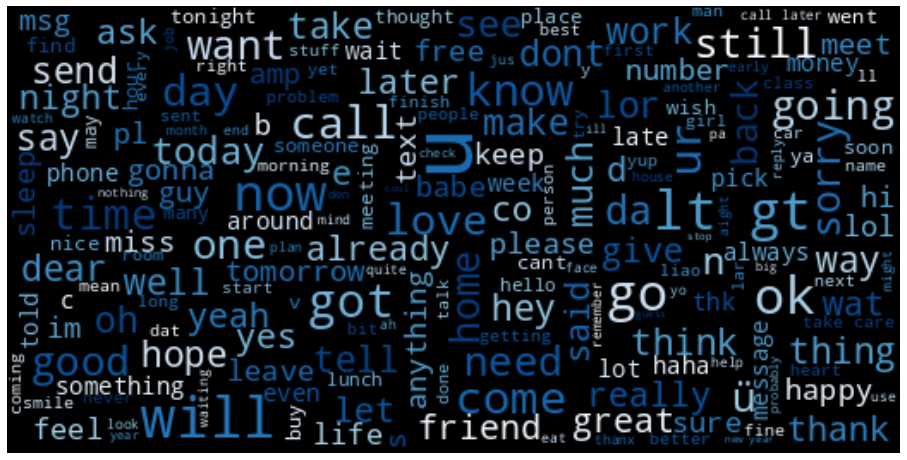 msg ask tonight thought place man call later went
find want take stuff wait see best work still meet
send right amp yet free dont first jus y money ll
night day job every hour problem later know number another early class
watch sent call finish make lor wish girl going
say may month end b text people u try ill late pa back reply car soon
pl today someone check keep much d ur yup ya name
sleep phone gonna morning e meeting babe week person pick hi
nothing guy now den cool house aight
time many around mind love co da lt gt sorry lol
nice miss room one plan already please cant give stop n always way
dear mean well tomorrow quite anything talk hello face liao lar big next might
told c long start v got home hey said remember yo gonna thk ok wat
im oh dat yeah yes bit ah getting go think take care
good hope tell done need lot haha help message probably heart thing
coming something leave lunch come really happy use
smile never waiting even let ü
feel look year will buy life s friend eat great thanx better sure new year fine thank